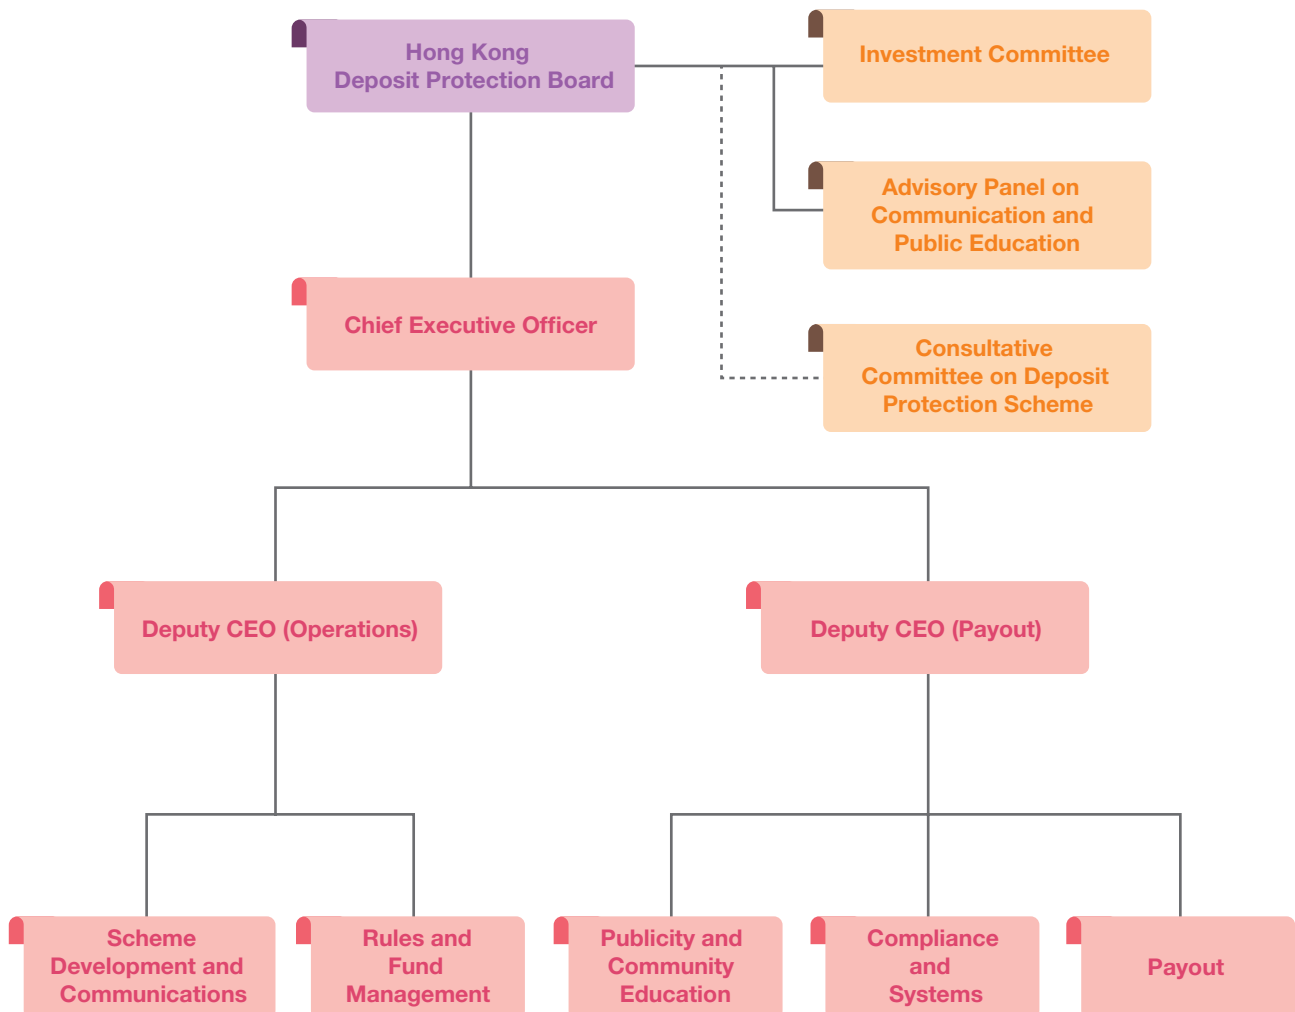 Hong Kong
Deposit Protection Board
Investment Committee
Advisory Panel on
Communication and
Public Education
Chief Executive Officer
Consultative
Committee on Deposit
Protection Scheme
Deputy CEO (Operations)
Deputy CEO (Payout)
Scheme
Development and
Communications
Rules and
Fund
Management
Publicity and
Community
Education
Compliance
and
Systems
Payout